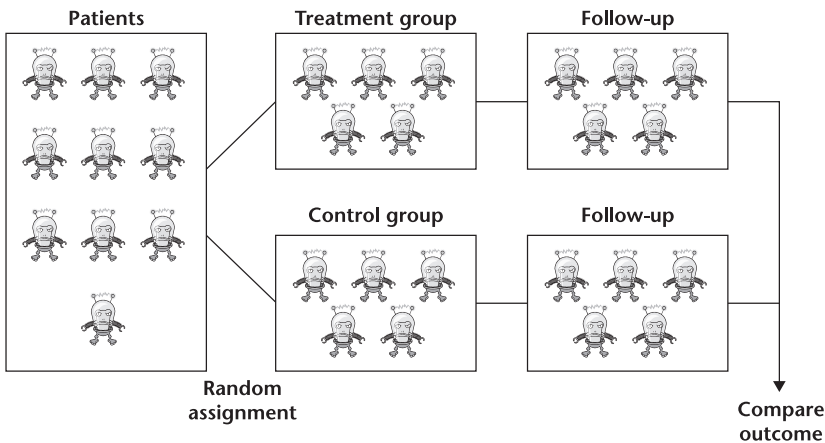 Patients
Treatment group
Follow-up
Control group
Follow-up
Random
assignment
Compare
outcome